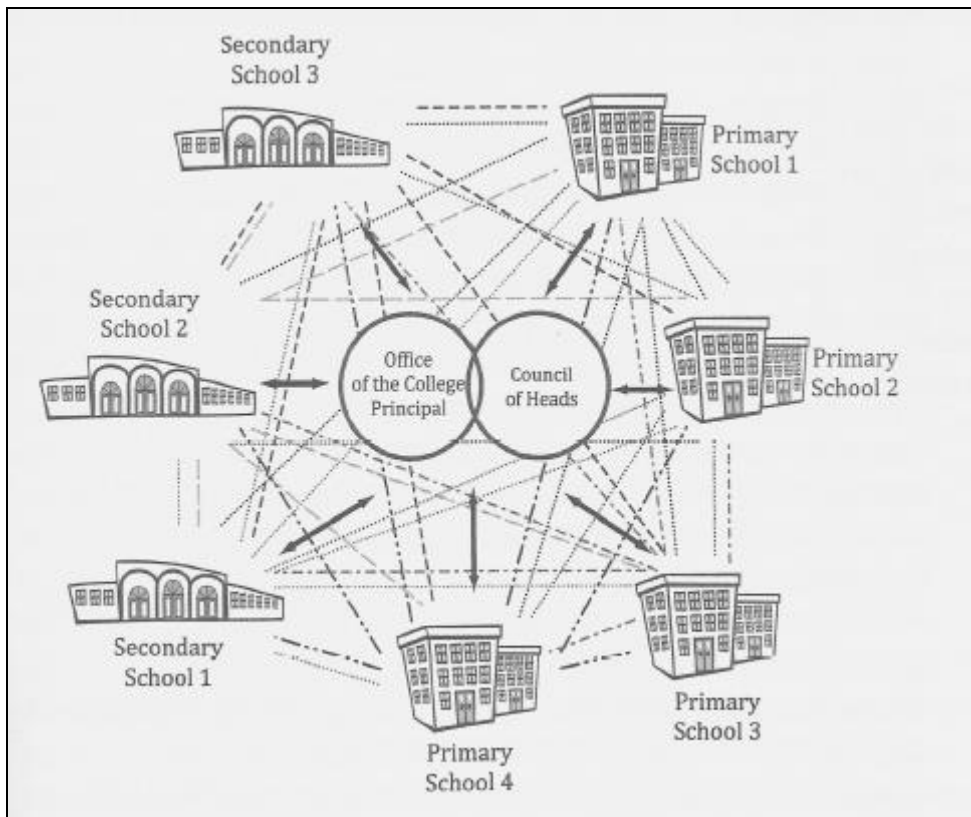 Secondary
School 3
Primary
School 1
Secondary
School 2
Office
of the College
Principal
Council
of Heads
Primary
School 2
Secondary
School 1
Primary
School 4
Primary
School 3